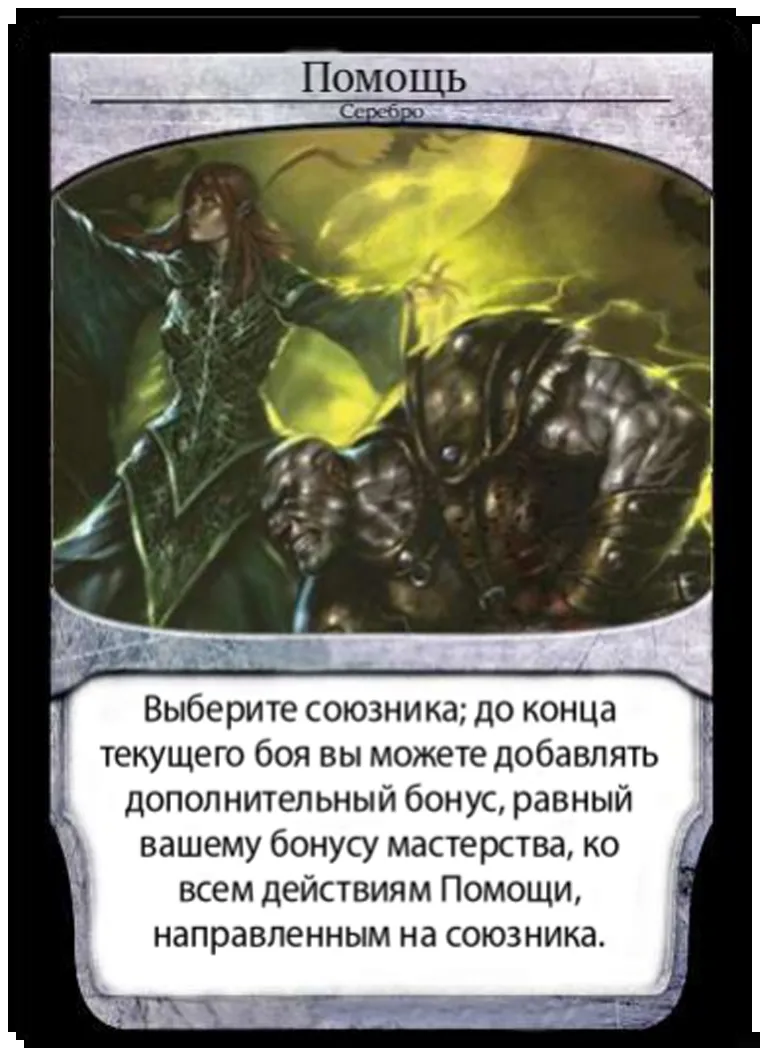 Помощь
Серебро
Выберите союзника; до конца
текущего боя вы можете добавлять
дополнительный бонус, равный
вашему бонусу мастерства, ко
всем действиям Помощи,
направленным на союзника.